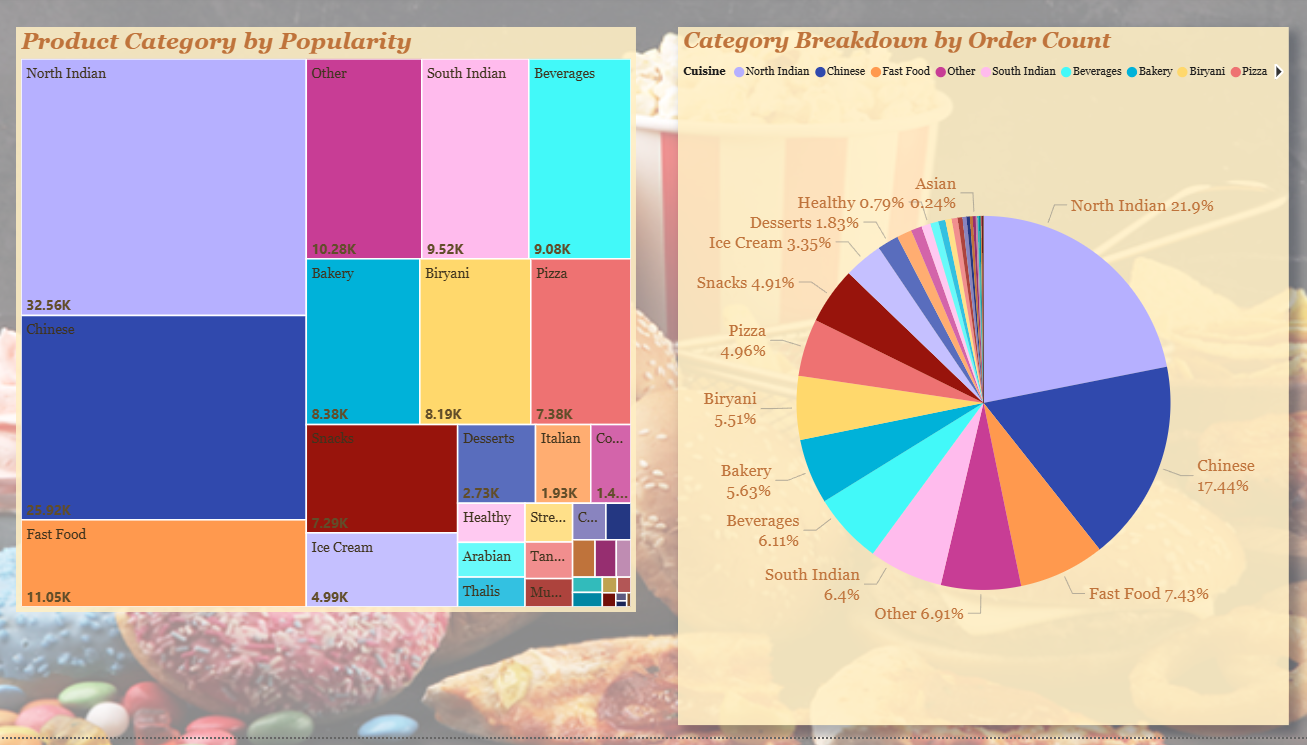 Product Category by Popularity
North Indian
32.56K
Chinese
25.92K
Fast Food
11.05K
Other
10.28K
South Indian
9.52K
Beverages
9.08K
Bakery
8.38K
Biryani
8.19K
Pizza
7.38K
Snacks
7.29K
Ice Cream
4.99K
Desserts
2.73K
Italian
1.93K
Co...
1.4...
Healthy
Stre...
C...
Arabian
Tan...
Thalis
Mu...
Category Breakdown by Order Count
Cuisine North Indian Chinese Fast Food Other South Indian Beverages Bakery Biryani Pizza
Asian
0.24%
Healthy 0.79%
Desserts 1.83%
Ice Cream 3.35%
Snacks 4.91%
Pizza
4.96%
Biryani
5.51%
Bakery
5.63%
Beverages
6.11%
South Indian
6.4%
Other 6.91%
Fast Food 7.43%
Chinese
17.44%
North Indian 21.9%